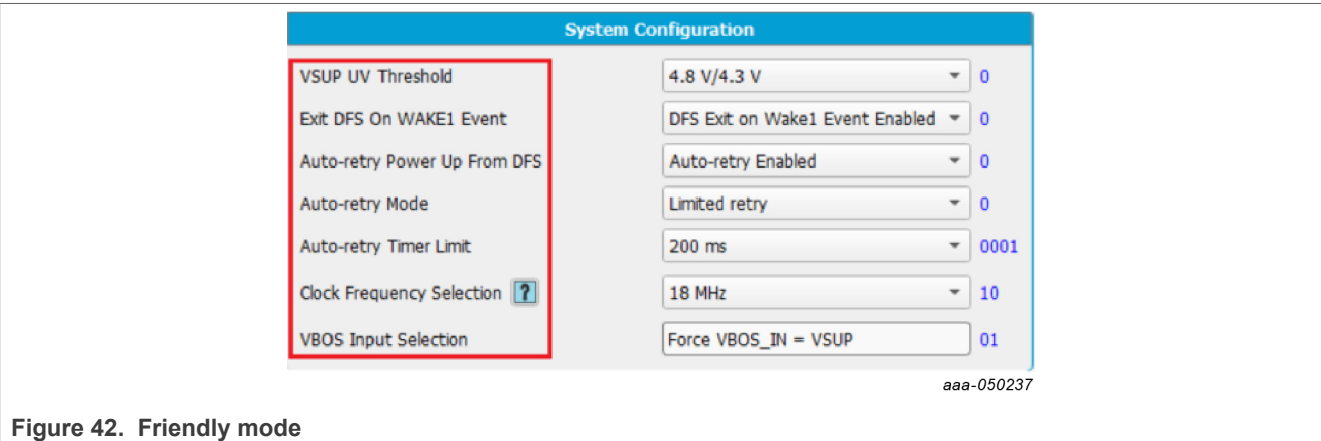 System Configuration
VSUP UV Threshold 4.8 V/4.3 V 0
Exit DFS On WAKE1 Event DFS Exit on Wake1 Event Enabled 0
Auto-retry Power Up From DFS Auto-retry Enabled 0
Auto-retry Mode Limited retry 0
Auto-retry Timer Limit 200 ms 0001
Clock Frequency Selection ? 18 MHz 10
VBOS Input Selection Force VBOS_IN = VSUP 01
aaa-050237
Figure 42. Friendly mode